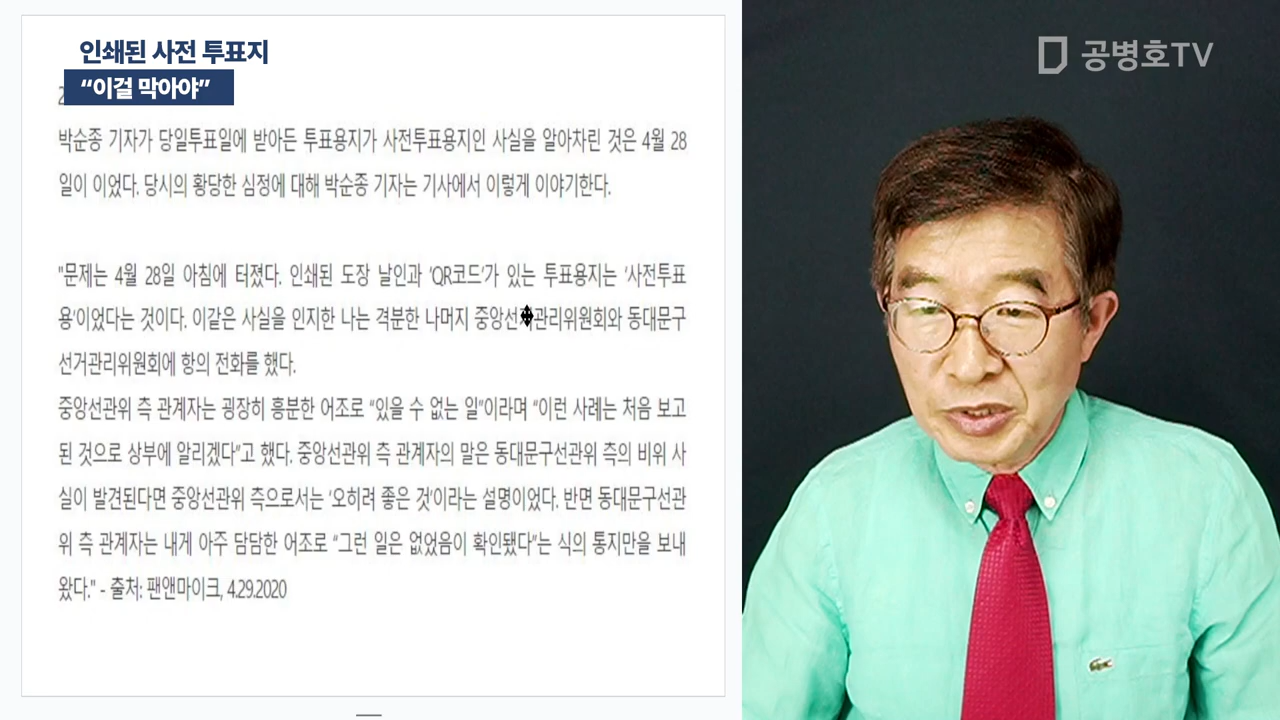 인쇄된 사전 투표지
“이걸 막아야”
공병호TV
박순종 기자가 당일투표일에 받아든 투표용지가 사전투표용지인 사실을 알아차린 것은 4월 28
일이 이었다. 당시의 황당한 심정에 대해 박순종 기자는 기사에서 이렇게 이야기한다.
"문제는 4월 28일 아침에 터졌다. 인쇄된 도장 날인과 ‘QR코드’가 있는 투표용지는 ‘사전투표
용’이었다는 것이다. 이같은 사실을 인지한 나는 격분한 나머지 중앙선거관리위원회와 동대문구
선거관리위원회에 항의 전화를 했다.
중앙선관위 측 관계자는 굉장히 흥분한 어조로 “있을 수 없는 일”이라며 “이런 사례는 처음 보고
된 것으로 상부에 알리겠다”고 했다. 중앙선관위 측 관계자의 말은 동대문구선관위 측의 비위 사
실이 발견된다면 중앙선관위 측으로서는 ‘오히려 좋은 것’이라는 설명이었다. 반면 동대문구선관
위 측 관계자는 내게 아주 담담한 어조로 “그런 일은 없었음이 확인됐다”는 식의 통지만을 보내
왔다." - 출처: 팬앤마이크, 4.29.2020